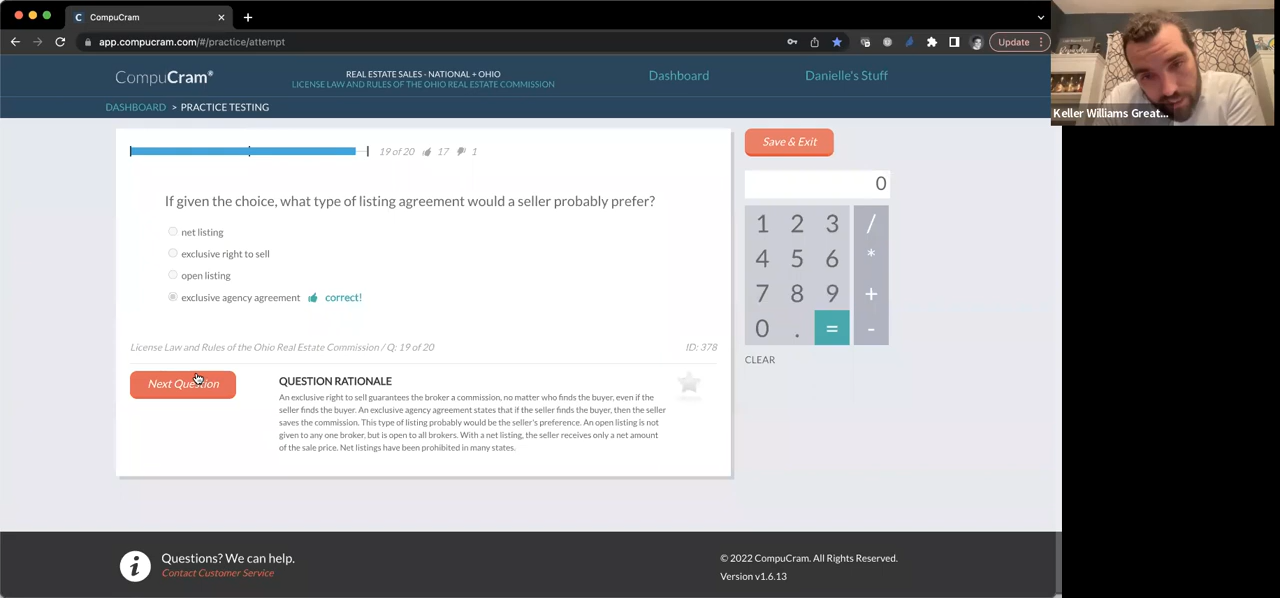 CompuCram
Update
app.compucram.com/#/practice/attempt
CompuCram®
REAL ESTATE SALES - NATIONAL + OHIO
LICENSE LAW AND RULES OF THE OHIO REAL ESTATE COMMISSION
Dashboard
Danielle's Stuff
DASHBOARD > PRACTICE TESTING
Keller Williams Great...
19 of 20 17 1
If given the choice, what type of listing agreement would a seller probably prefer?
net listing
exclusive right to sell
open listing
exclusive agency agreement correct!
License Law and Rules of the Ohio Real Estate Commission / Q: 19 of 20
ID: 378
Next Question
QUESTION RATIONALE
An exclusive right to sell guarantees the broker a commission, no matter who finds the buyer, even if the
seller finds the buyer. An exclusive agency agreement states that if the seller finds the buyer, then the seller
saves the commission. This type of listing probably would be the seller's preference. An open listing is not
given to any one broker, but is open to all brokers. With a net listing, the seller receives only a net amount
of the sale price. Net listings have been prohibited in many states.
Save & Exit
0
1 2 3 /
4 5 6 *
7 8 9 +
0 . = -
CLEAR
Questions? We can help.
Contact Customer Service
© 2022 CompuCram. All Rights Reserved.
Version v1.6.13